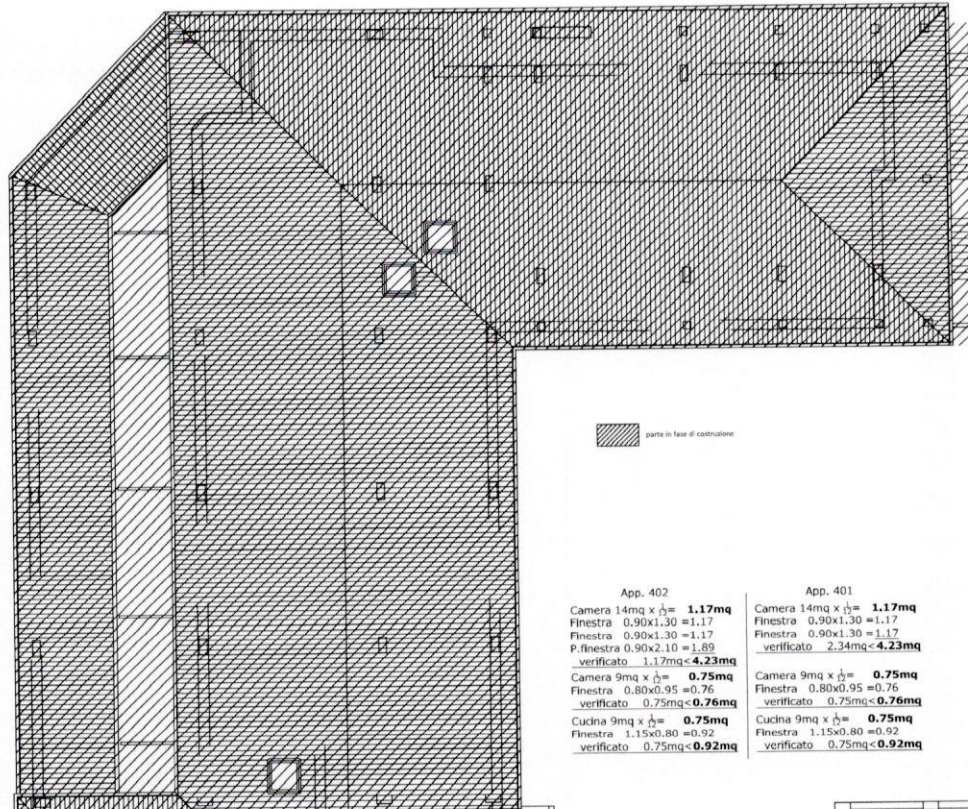 parte in fase di costruzione
App. 402
Camera 14mq x 1/12= 1.17mq
Finestra 0.90x1.30 =1.17
Finestra 0.90x1.30 =1.17
P.finestra 0.90x2.10 =1.89
verificato 1.17mq<4.23mq
Camera 9mq x 1/12= 0.75mq
Finestra 0.80x0.95 =0.76
verificato 0.75mq<0.76mq
Cucina 9mq x 1/12= 0.75mq
Finestra 1.15x0.80 =0.92
verificato 0.75mq<0.92mq
App. 401
Camera 14mq x 1/12= 1.17mq
Finestra 0.90x1.30 =1.17
Finestra 0.90x1.30 =1.17
verificato 2.34mq<4.23mq
Camera 9mq x 1/12= 0.75mq
Finestra 0.80x0.95 =0.76
verificato 0.75mq<0.76mq
Cucina 9mq x 1/12= 0.75mq
Finestra 1.15x0.80 =0.92
verificato 0.75mq<0.92mq